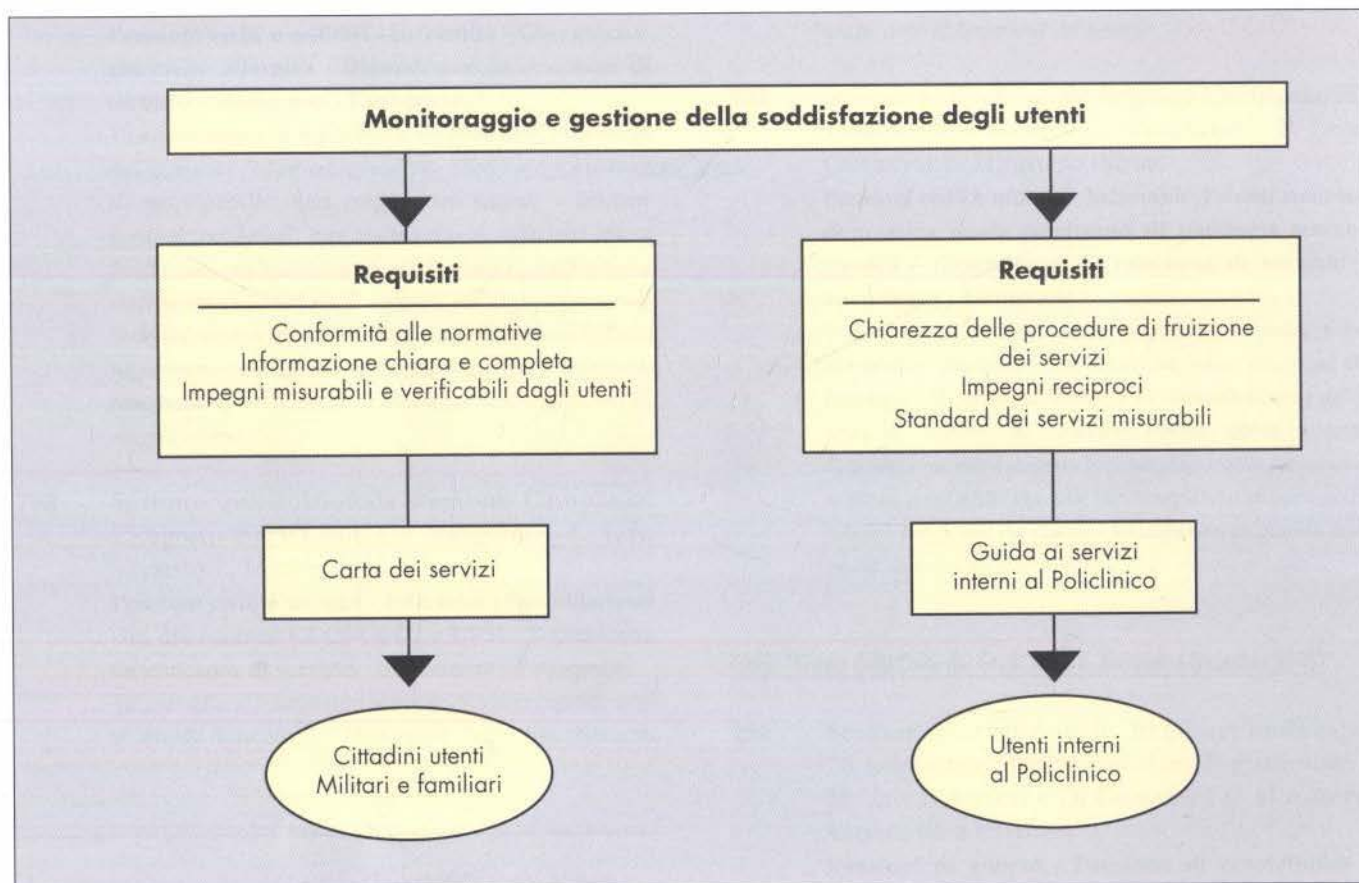 Monitoraggio e gestione della soddisfazione degli utenti
Requisiti
Conformità alle normative
Informazione chiara e completa
Impegni misurabili e verificabili dagli utenti
Carta dei servizi
Cittadini utenti
Militari e familiari
Requisiti
Chiarezza delle procedure di fruizione
dei servizi
Impegni reciproci
Standard dei servizi misurabili
Guida ai servizi
interni al Policlinico
Utenti interni
al Policlinico